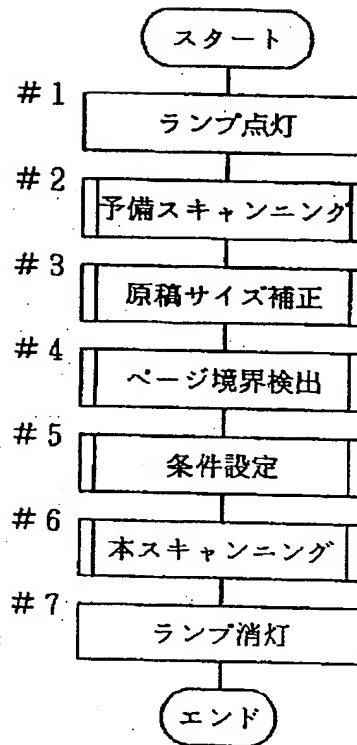 スタート
#1
ランプ点灯
#2
予備スキャンニング
#3
原稿サイズ補正
#4
ページ境界検出
#5
条件設定
#6
本スキャンニング
#7
ランプ消灯
エンド